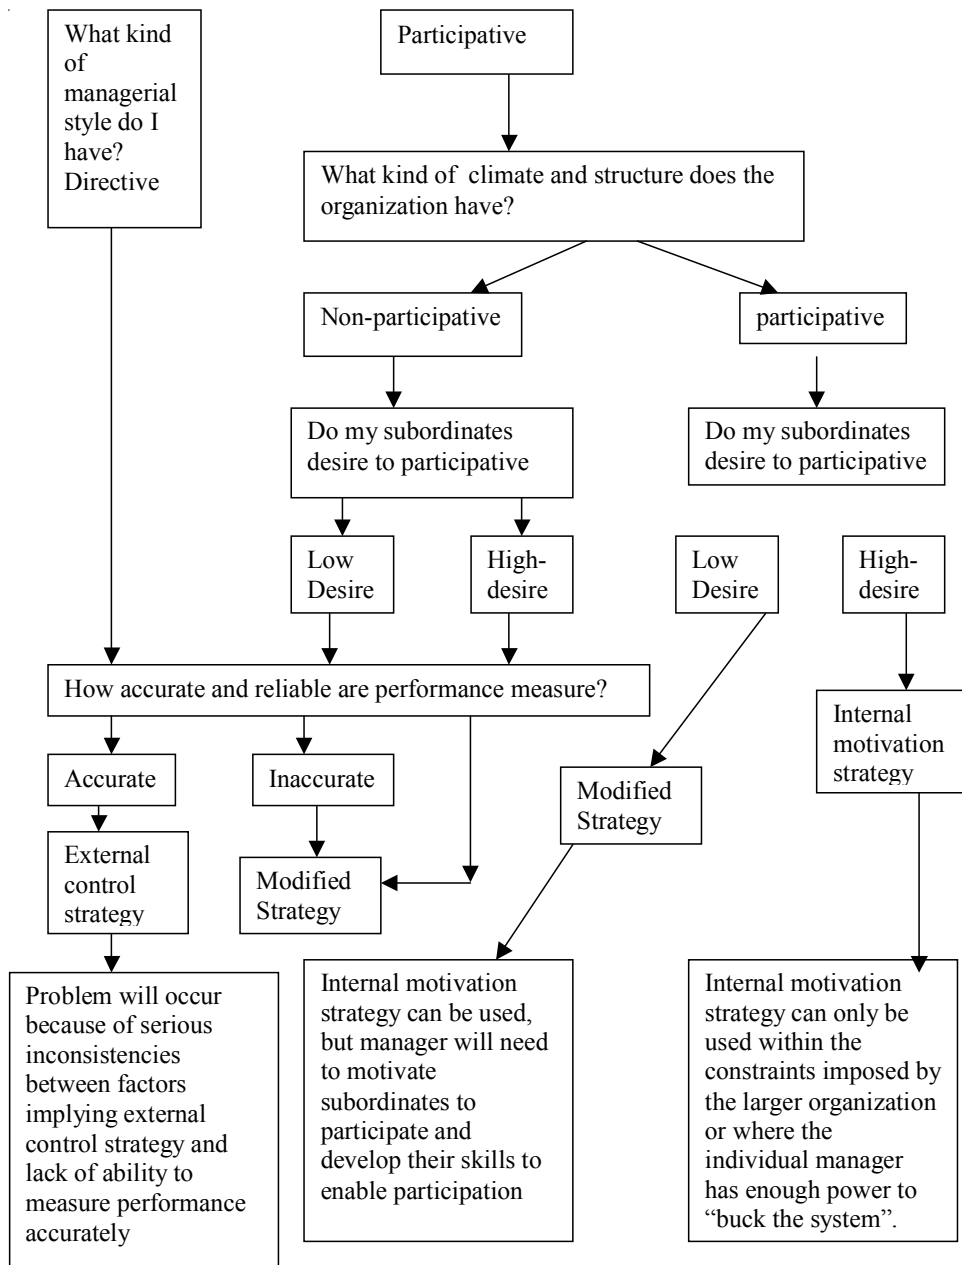 What kind
of
managerial
style do I
have?
Directive
Participative
What kind of climate and structure does the
organization have?
Non-participative
participative
Do my subordinates
desire to participative
Do my subordinates
desire to participative
Low
Desire
High-
desire
Low
Desire
High-
desire
How accurate and reliable are performance measure?
Internal
motivation
strategy
Accurate
Inaccurate
Modified
Strategy
External
control
strategy
Modified
Strategy
Problem will occur
because of serious
inconsistencies
between factors
implying external
control strategy and
lack of ability to
measure performance
accurately
Internal motivation
strategy can be used,
but manager will need
to motivate
subordinates to
participate and
develop their skills to
enable participation
Internal motivation
strategy can only be
used within the
constraints imposed by
the larger organization
or where the
individual manager
has enough power to
“buck the system”.